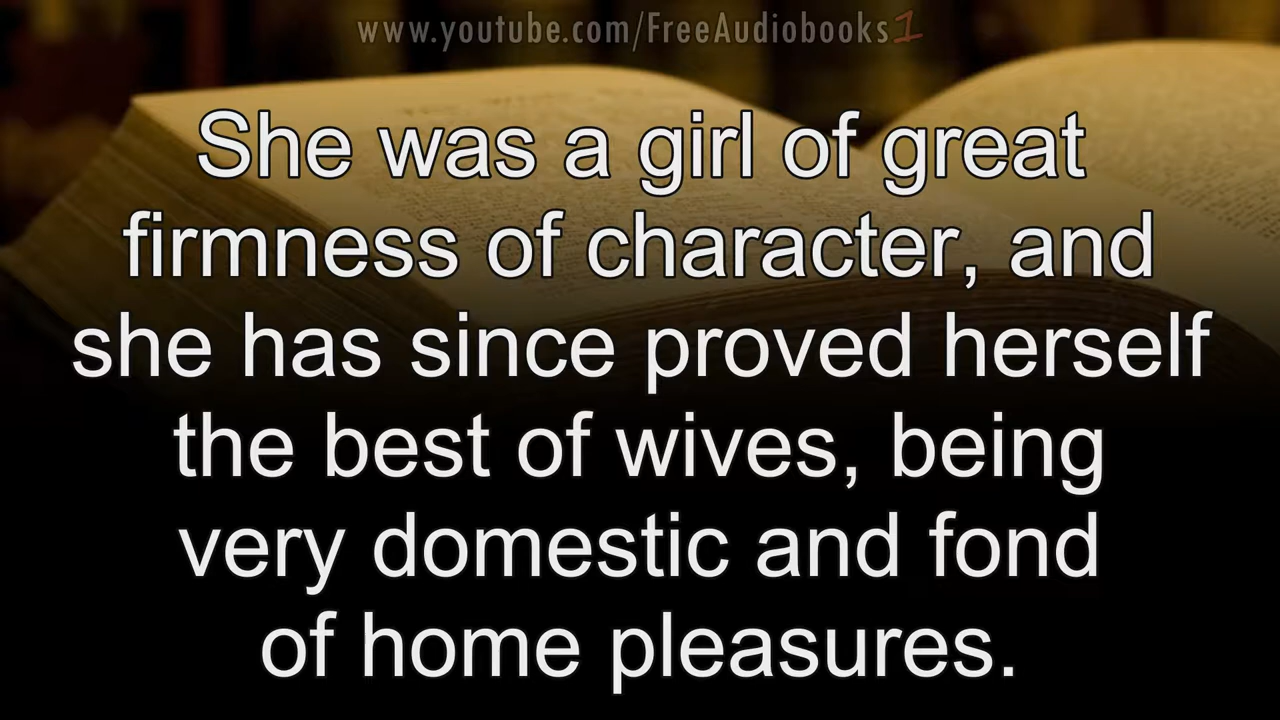 www.youtube.com/FreeAudiobooks1
She was a girl of great
firmness of character, and
she has since proved herself
the best of wives, being
very domestic and fond
of home pleasures.